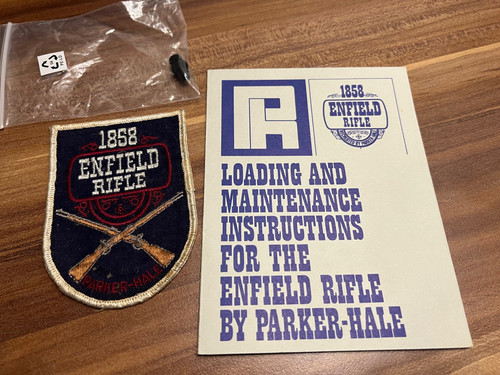 1858
ENFIELD
RIFLE
PARKER-HALE
1858
ENFIELD
RIFLE
LOADING AND
MAINTENANCE
INSTRUCTIONS
FOR THE
ENFIELD RIFLE
BY PARKER-HALE